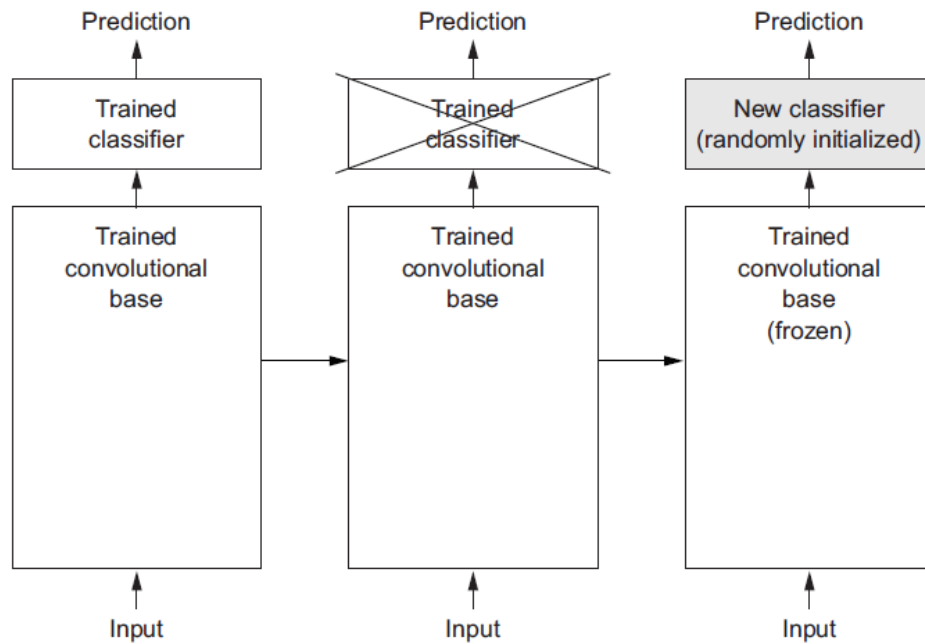 Prediction
Prediction
Prediction
Trained
classifier
Trained
classifier
New classifier
(randomly initialized)
Trained
convolutional
base
Trained
convolutional
base
Trained
convolutional
base
(frozen)
Input
Input
Input